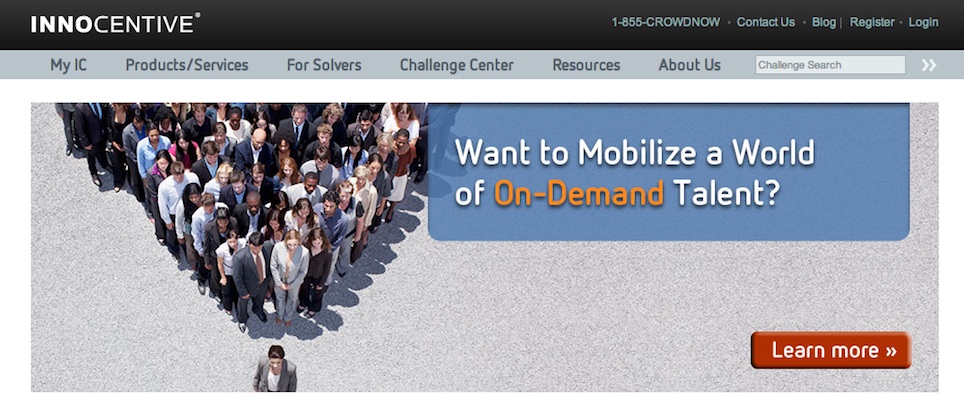 INNOCENTIVE®
1-855-CROWDNOW • Contact Us • Blog | Register • Login
My IC Products/Services For Solvers Challenge Center Resources About Us Challenge Search »
Want to Mobilize a World
of On-Demand Talent?
Learn more »